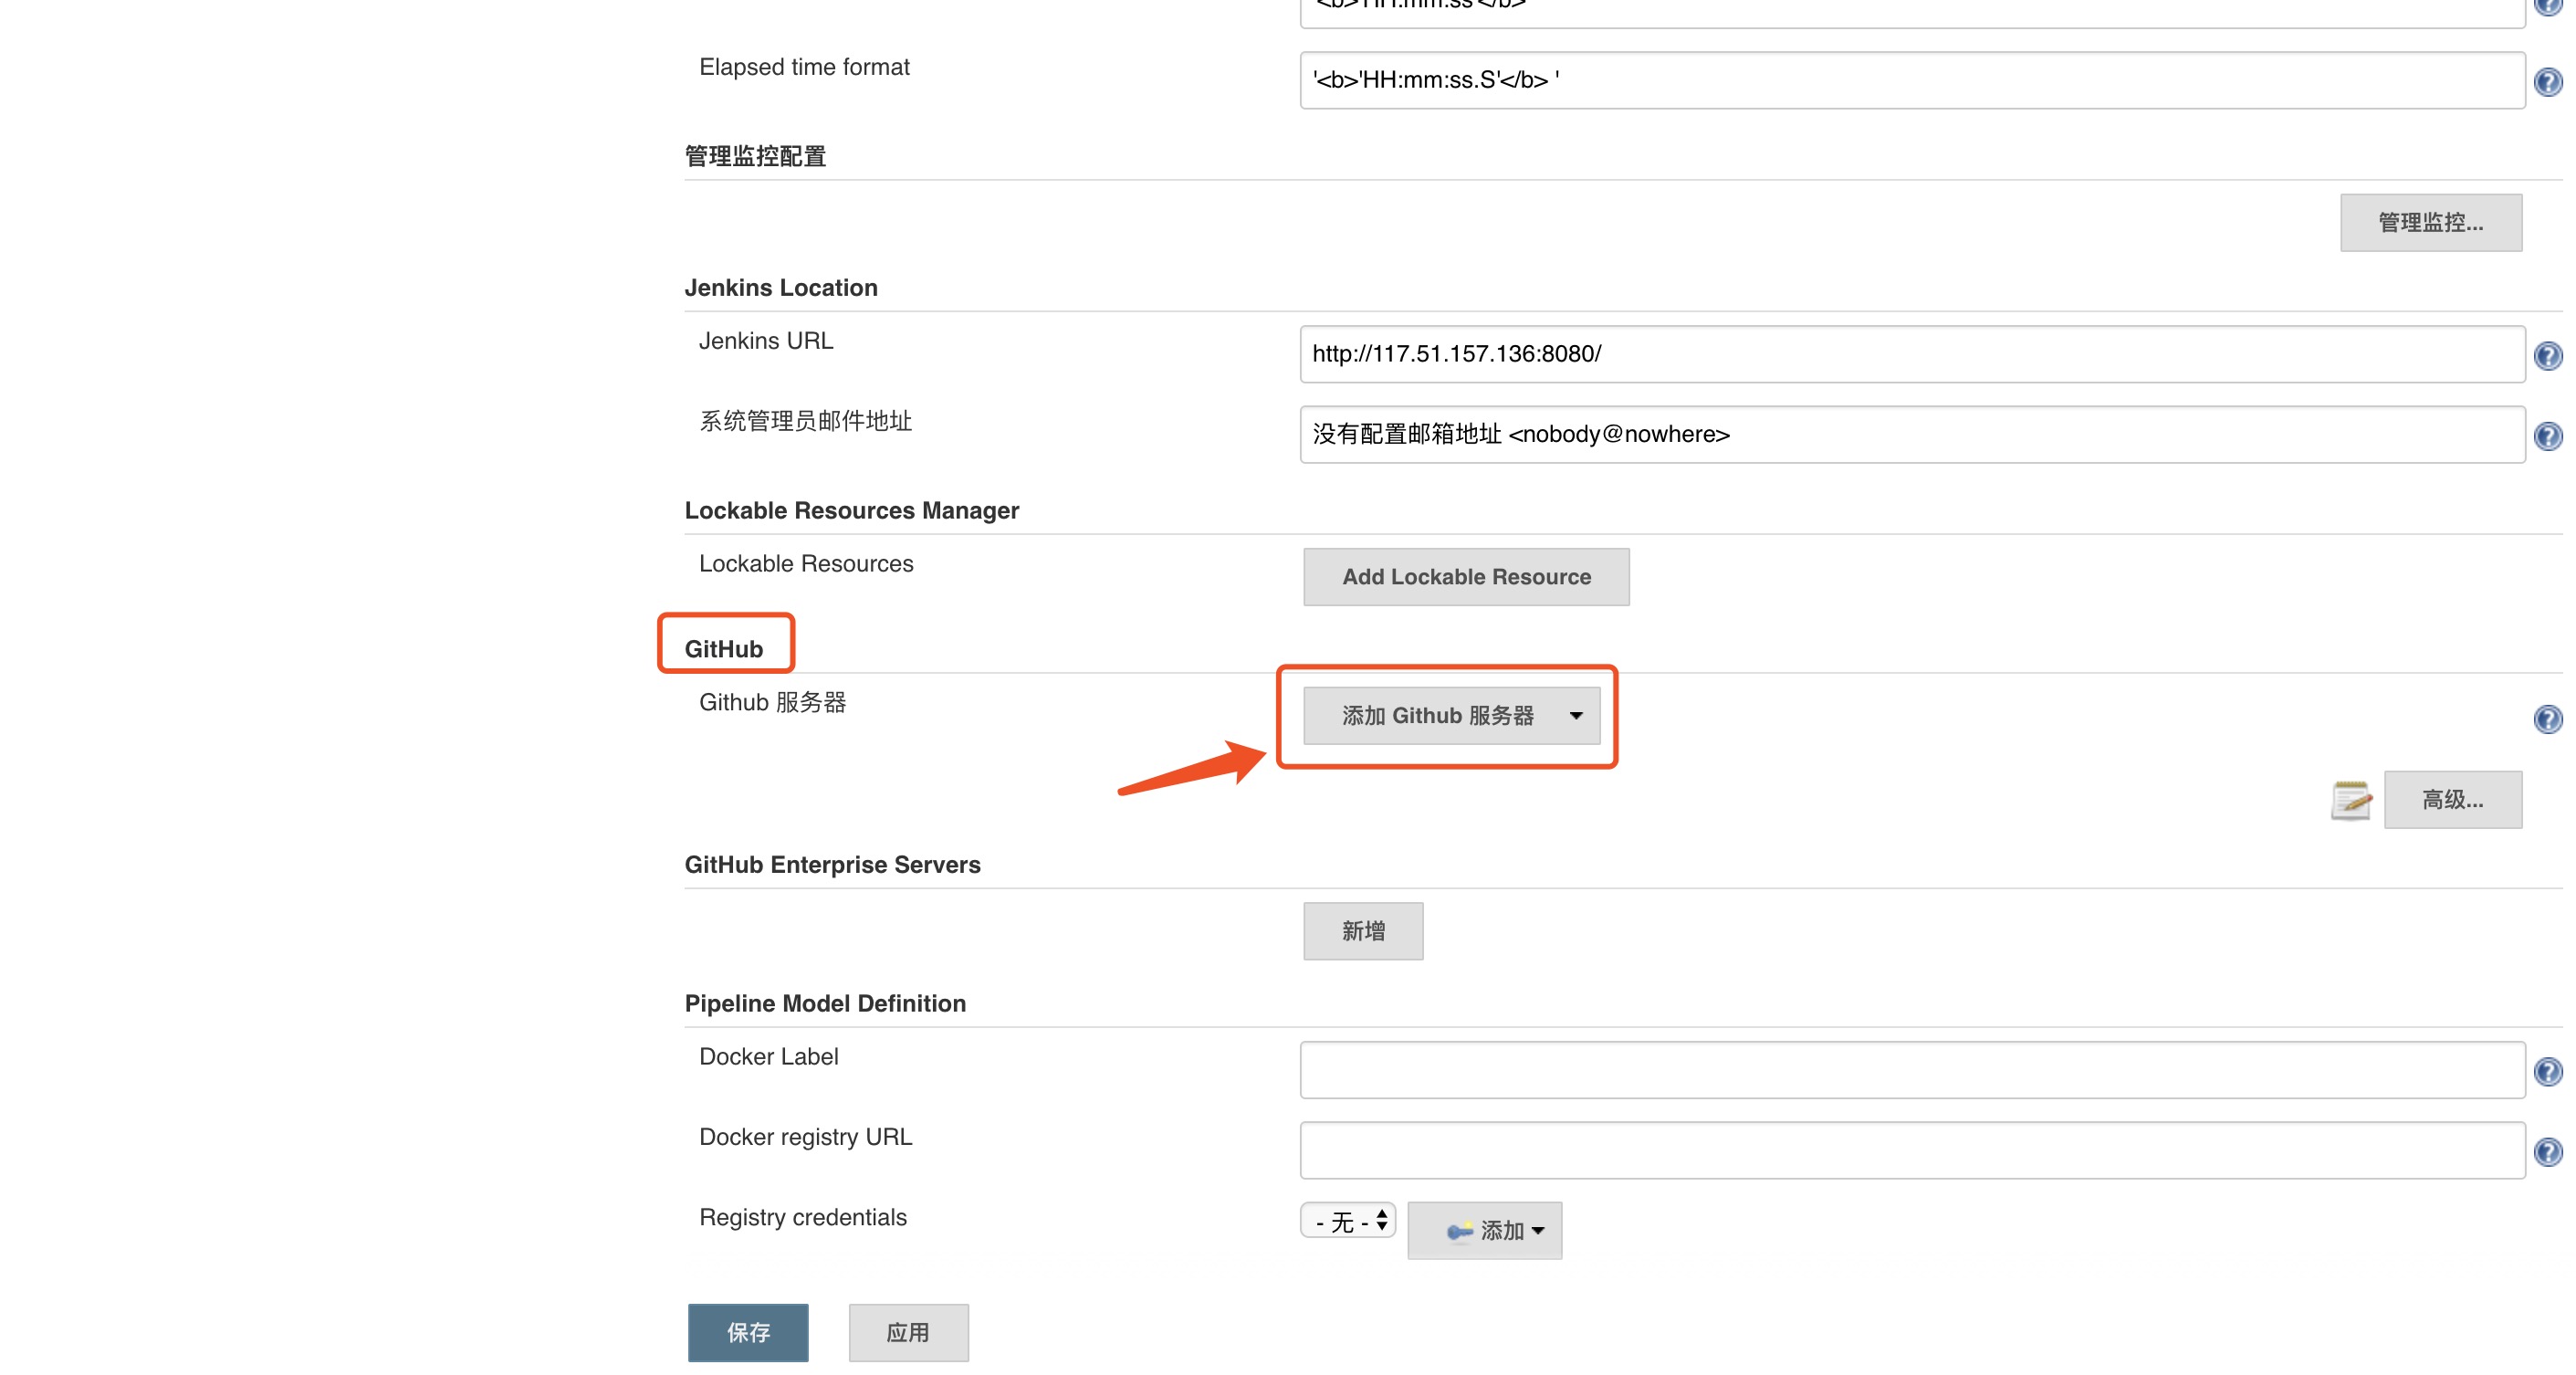 '<b>'HH:mm:ss'</b>'
Elapsed time format
'<b>'HH:mm:ss.S'</b> '
管理监控配置
管理监控...
Jenkins Location
Jenkins URL
http://117.51.157.136:8080/
系统管理员邮件地址
没有配置邮箱地址 <nobody@nowhere>
Lockable Resources Manager
Lockable Resources
Add Lockable Resource
GitHub
Github 服务器
添加 Github 服务器
高级...
GitHub Enterprise Servers
新增
Pipeline Model Definition
Docker Label
Docker registry URL
Registry credentials
- 无 -
添加
保存
应用